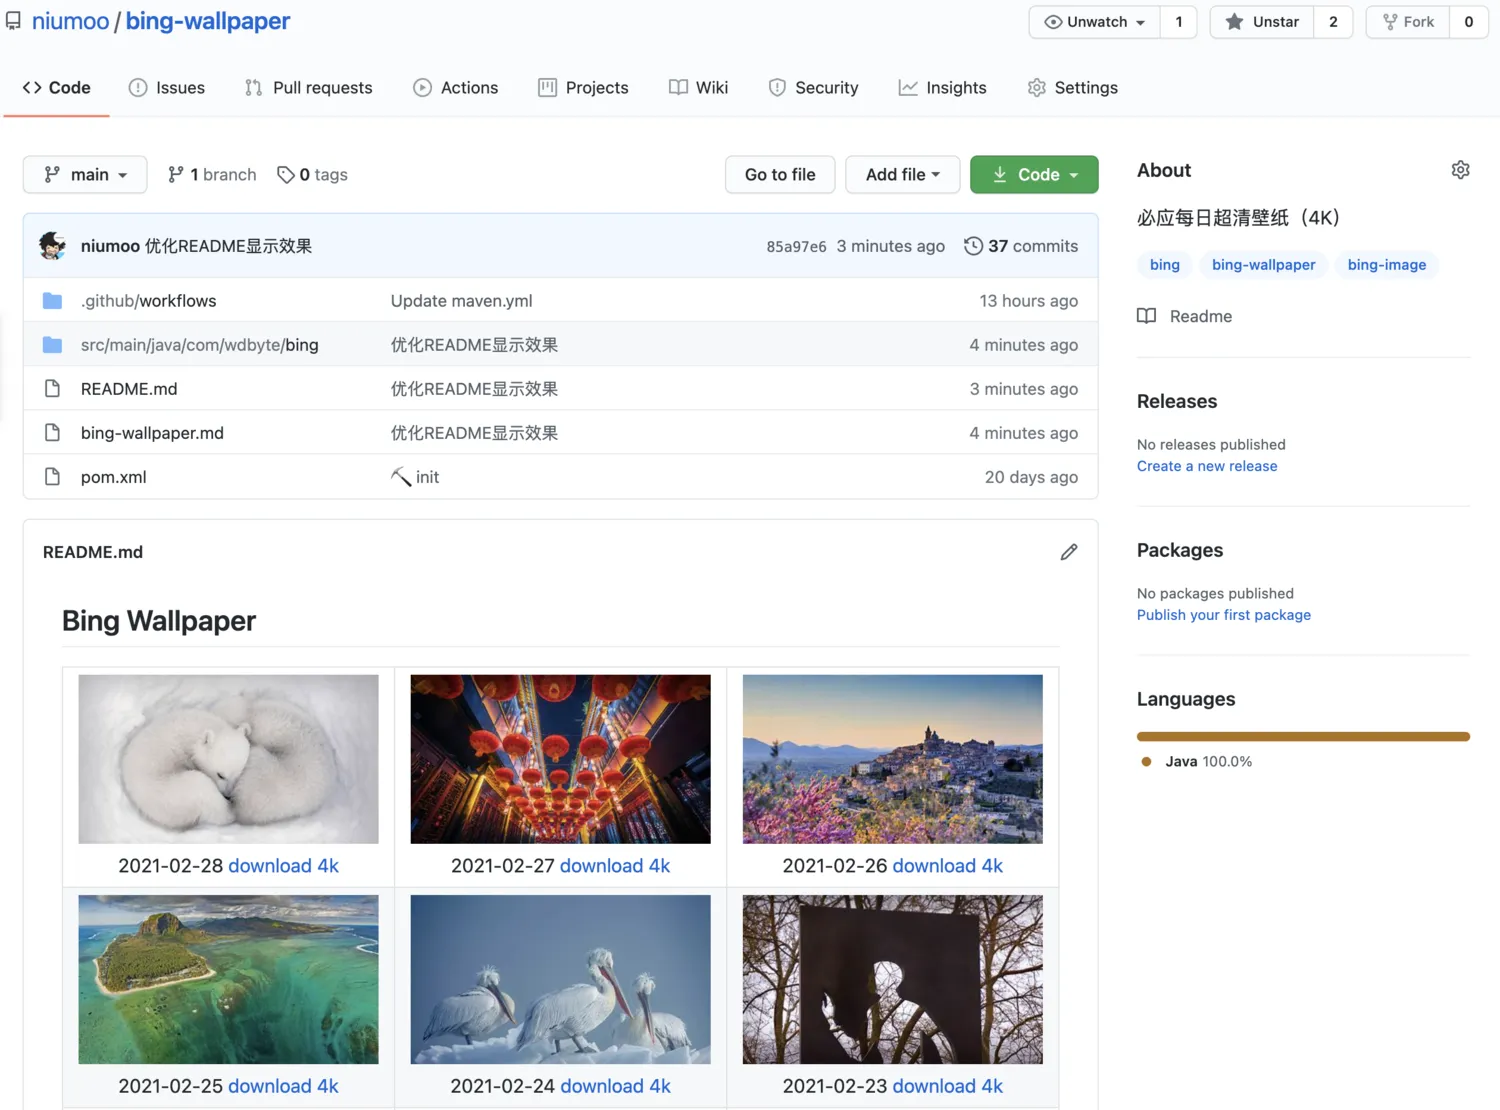 niumoo / bing-wallpaper
Unwatch 1 Unstar 2 Fork 0
Code Issues Pull requests Actions Projects Wiki Security Insights Settings
main 1 branch 0 tags Go to file Add file Code
niumoo 优化README显示效果 85a97e6 3 minutes ago 37 commits
.github/workflows Update maven.yml 13 hours ago
src/main/java/com/wdbyte/bing 优化README显示效果 4 minutes ago
README.md 优化README显示效果 3 minutes ago
bing-wallpaper.md 优化README显示效果 4 minutes ago
pom.xml init 20 days ago
README.md
Bing Wallpaper
2021-02-28 download 4k
2021-02-27 download 4k
2021-02-26 download 4k
2021-02-25 download 4k
2021-02-24 download 4k
2021-02-23 download 4k
About
必应每日超清壁纸（4K）
bing bing-wallpaper bing-image
Readme
Releases
No releases published
Create a new release
Packages
No packages published
Publish your first package
Languages
Java 100.0%